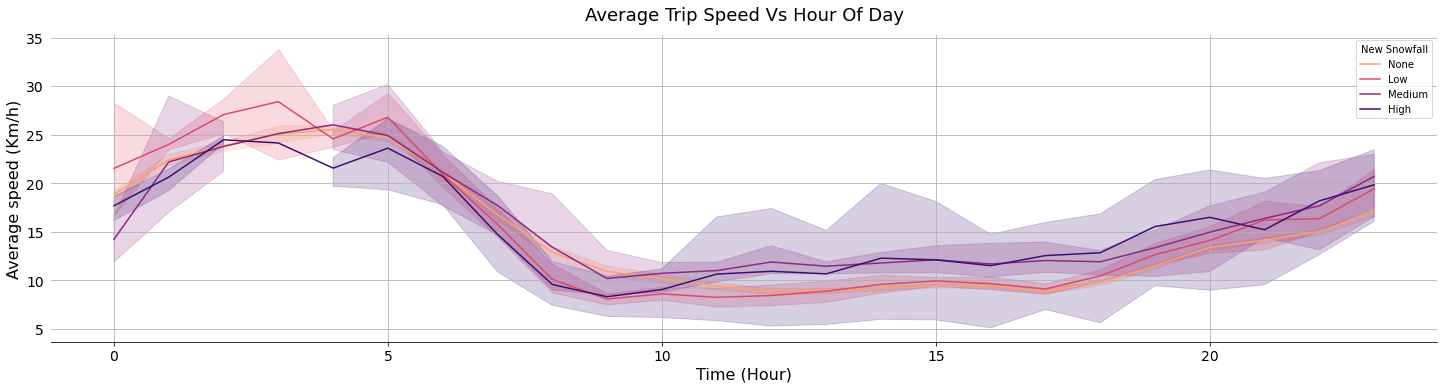 Average Trip Speed Vs Hour Of Day
35
30
25
20
15
10
5
Average speed (Km/h)
0
5
10
15
20
Time (Hour)
New Snowfall
None
Low
Medium
High